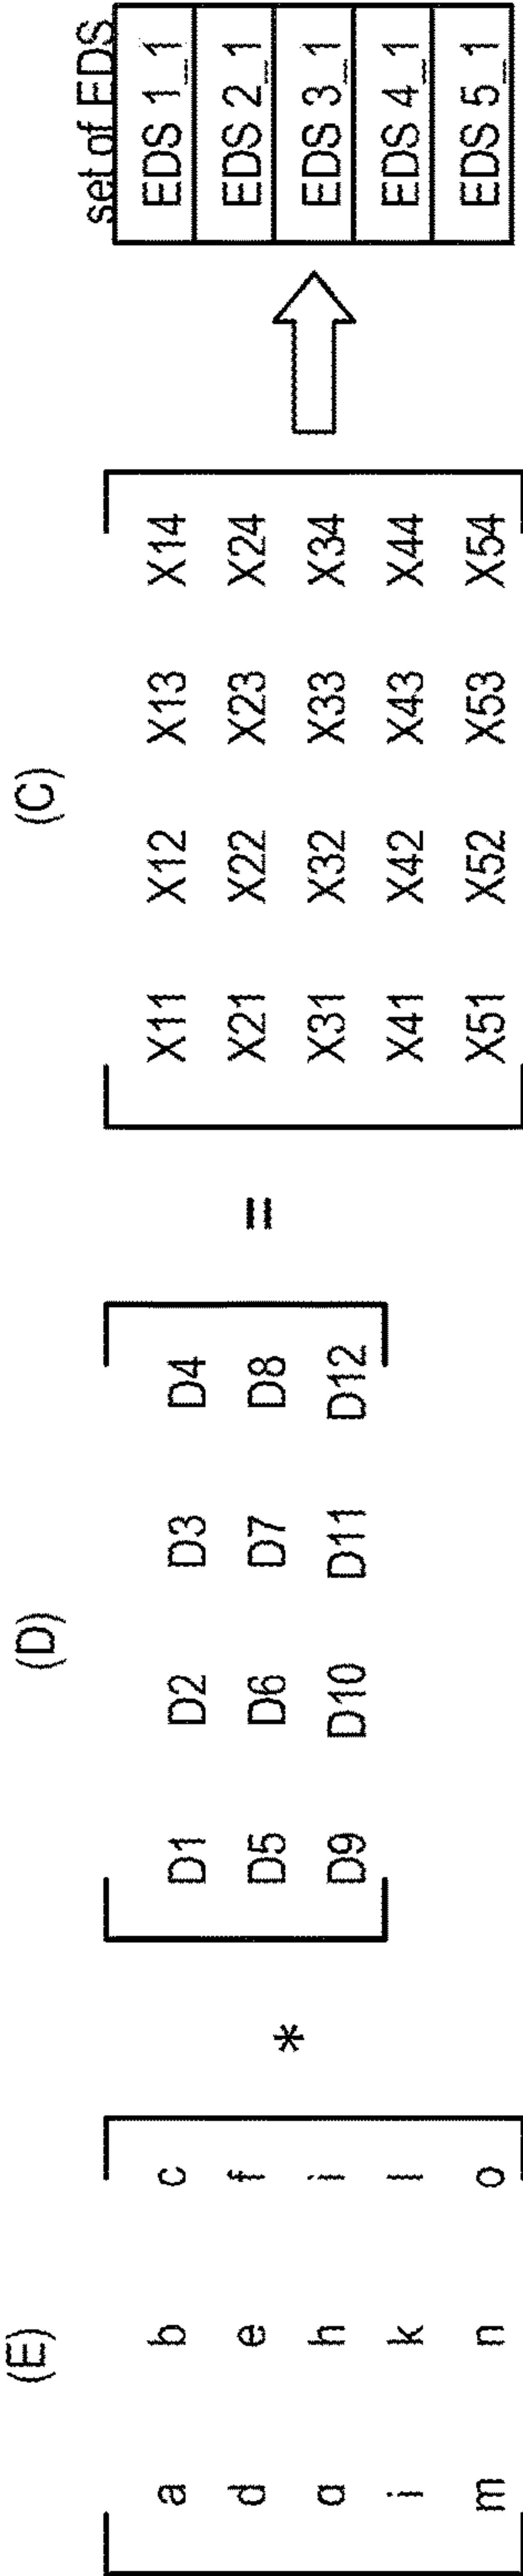 (E) (D) (C)
set of EDS
a b c D1 D2 D3 D4 X11 X12 X13 X14 EDS 1_1
d e f * D5 D6 D7 D8 = X21 X22 X23 X24 EDS 2_1
g h i D9 D10 D11 D12 X31 X32 X33 X34 EDS 3_1
j k l X41 X42 X43 X44 EDS 4_1
m n o X51 X52 X53 X54 EDS 5_1